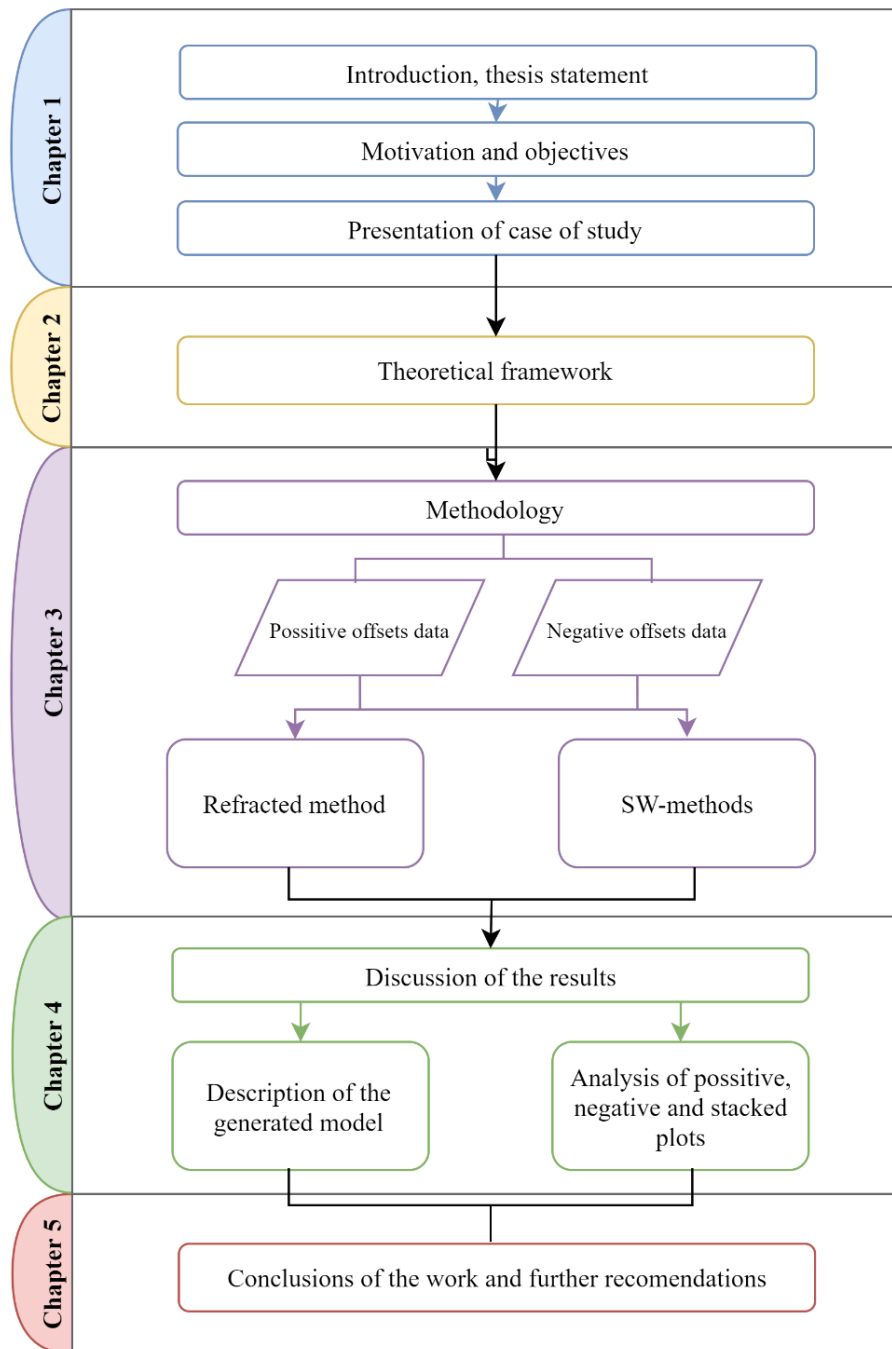 Chapter 1
Introduction, thesis statement
Motivation and objectives
Presentation of case of study
Chapter 2
Theoretical framework
Chapter 3
Methodology
Possitive offsets data
Negative offsets data
Refracted method
SW-methods
Chapter 4
Discussion of the results
Description of the
generated model
Analysis of possitive,
negative and stacked
plots
Chapter 5
Conclusions of the work and further recomendations